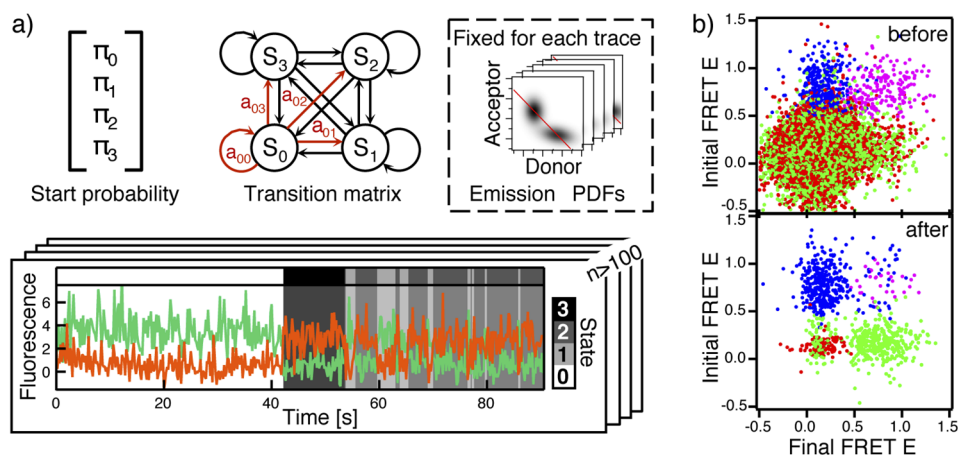 a)
π0
π1
π2
π3
Start probability
S3
S2
S0
S1
a03
a02
a01
a00
Transition matrix
Fixed for each trace
Acceptor
Donor
Emission PDFs
n>100
Fluorescence
6
4
2
0
0 20 40 60 80
Time [s]
3
2
1
0
State
b)
before
Initial FRET E
1.5
1.0
0.5
0.0
-0.5
after
Initial FRET E
1.5
1.0
0.5
0.0
-0.5
-0.5 0.0 0.5 1.0 1.5
Final FRET E